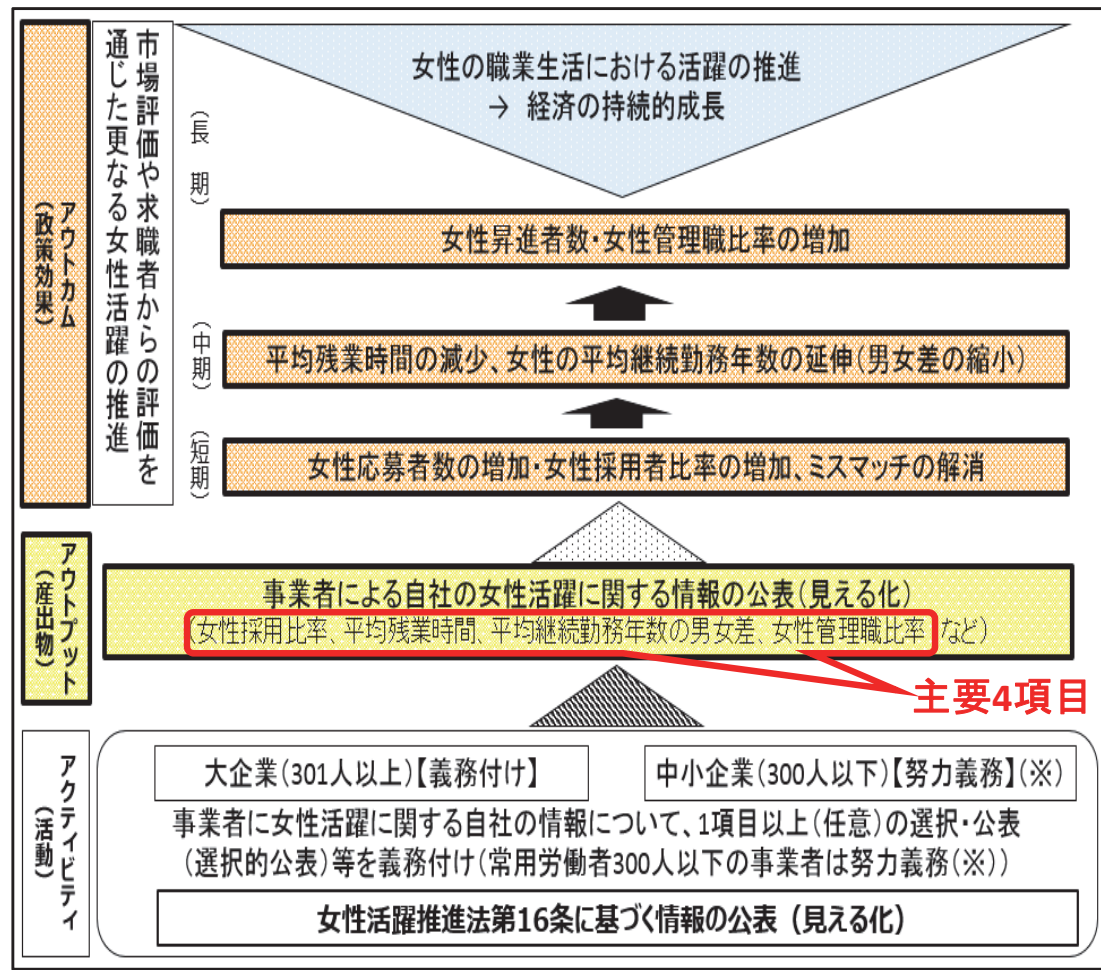 アウトカム
(政策効果)
市場評価や求職者からの評価を
通じた更なる女性活躍の推進
(長 期)
女性の職業生活における活躍の推進
→ 経済の持続的成長
女性昇進者数・女性管理職比率の増加
(中期)
平均残業時間の減少、女性の平均継続勤務年数の延伸(男女差の縮小)
(短期)
女性応募者数の増加・女性採用者比率の増加、ミスマッチの解消
アウトプット
(産出物)
事業者による自社の女性活躍に関する情報の公表(見える化)
(女性採用比率、平均残業時間、平均継続勤務年数の男女差、女性管理職比率 など)
主要4項目
アクティビティ
(活動)
大企業(301人以上)【義務付け】
中小企業(300人以下)【努力義務】(※)
事業者に女性活躍に関する自社の情報について、1項目以上(任意)の選択・公表
(選択的公表)等を義務付け(常用労働者300人以下の事業者は努力義務(※))
女性活躍推進法第16条に基づく情報の公表(見える化)